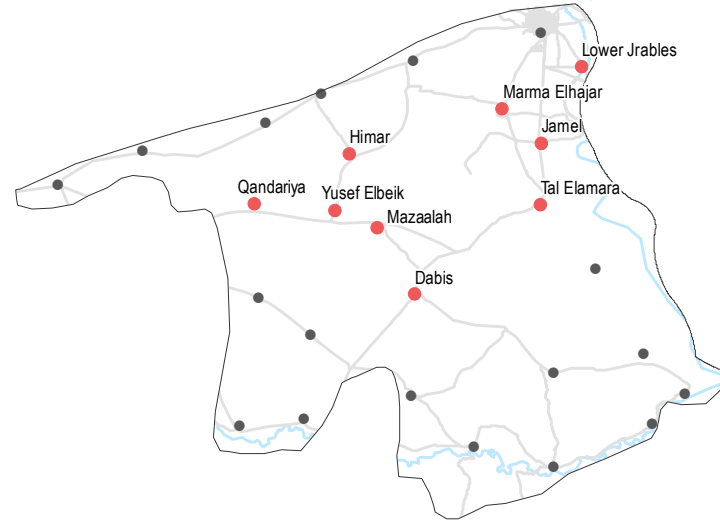 Lower Jrables
Marma Elhajar
Jamel
Himar
Qandariya
Yusef Elbeik
Tal Elamara
Mazaalah
Dabis